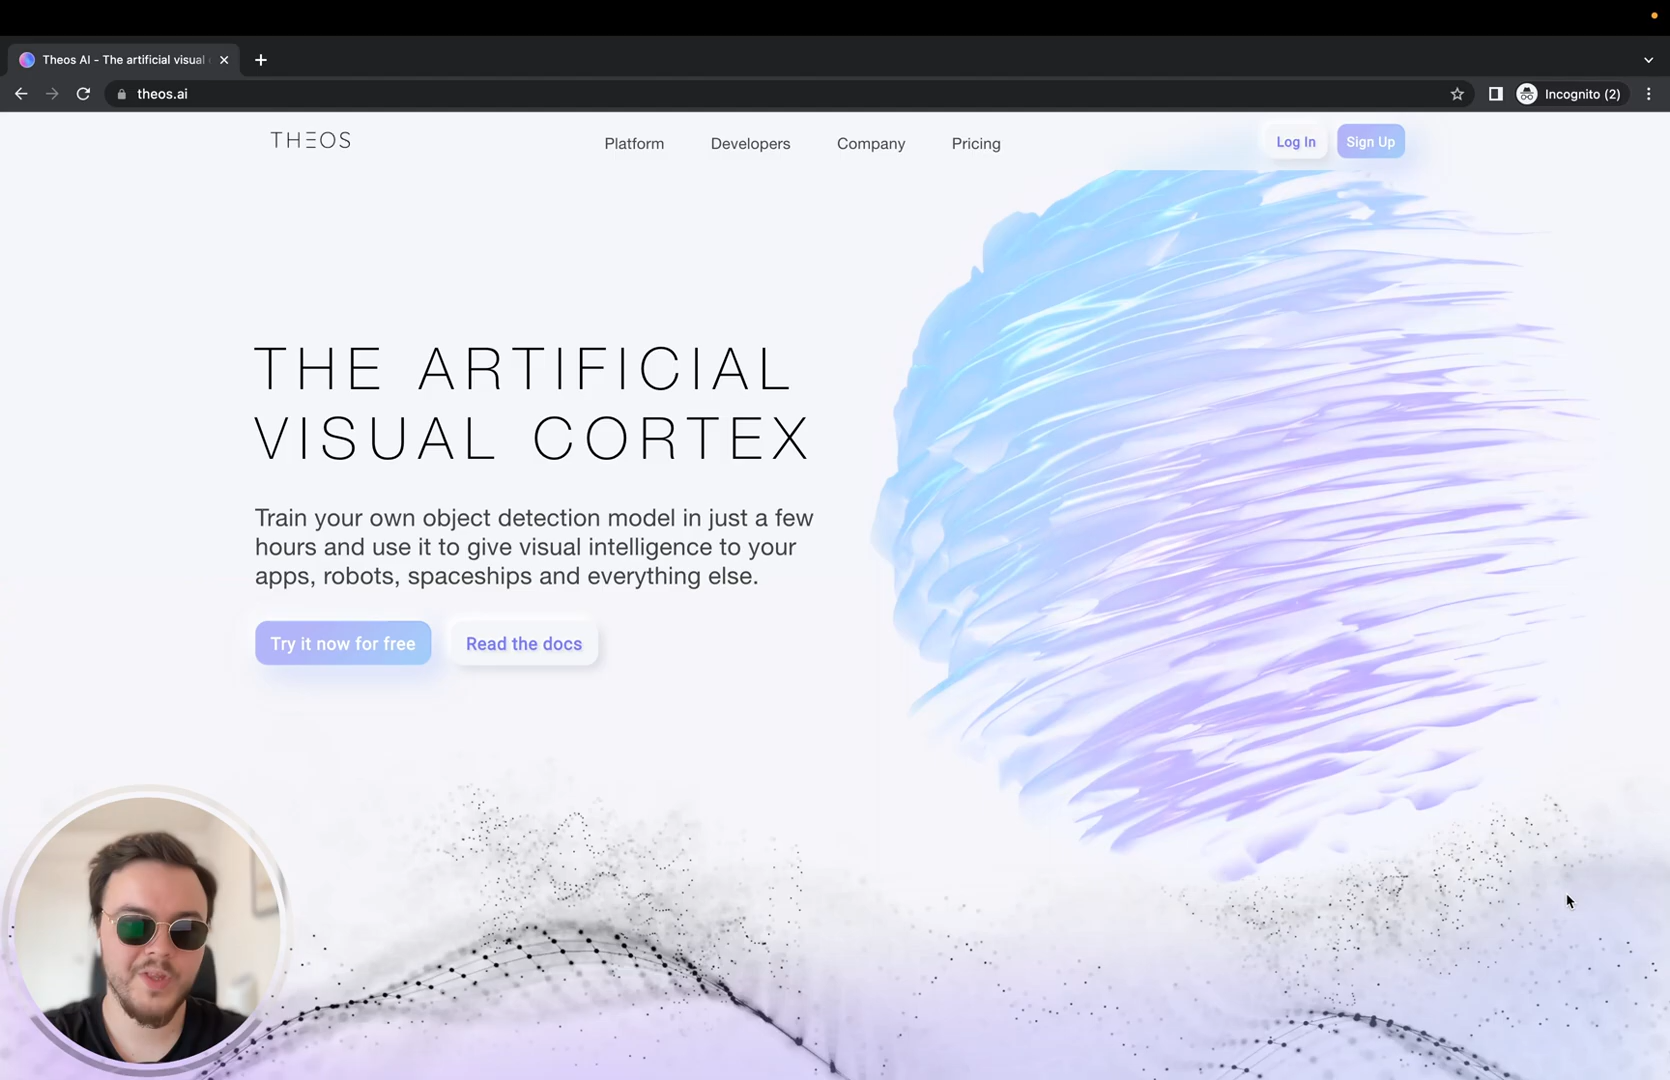 Theos AI - The artificial visual
theos.ai
Incognito (2)
THEOS
Platform
Developers
Company
Pricing
Log In
Sign Up
THE ARTIFICIAL
VISUAL CORTEX
Train your own object detection model in just a few
hours and use it to give visual intelligence to your
apps, robots, spaceships and everything else.
Try it now for free
Read the docs